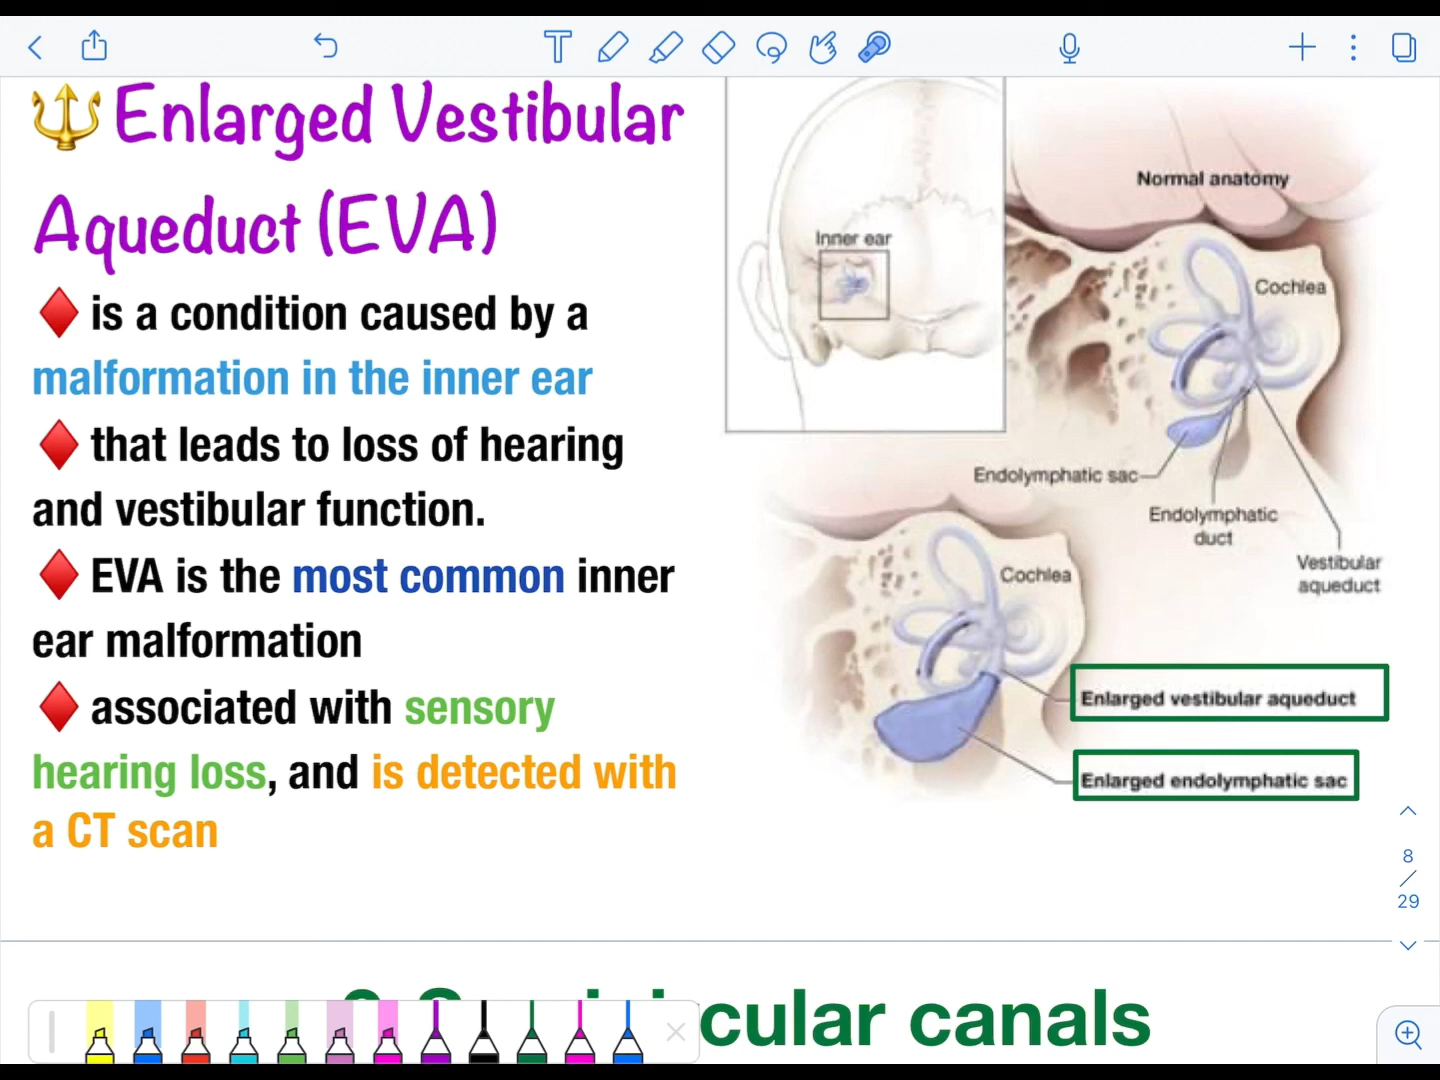 Enlarged Vestibular
Aqueduct (EVA)
is a condition caused by a
malformation in the inner ear
that leads to loss of hearing
and vestibular function.
EVA is the most common inner
ear malformation
associated with sensory
hearing loss, and is detected with
a CT scan
Inner ear
Normal anatomy
Cochlea
Endolymphatic sac
Endolymphatic
duct
Vestibular
aqueduct
Cochlea
Enlarged vestibular aqueduct
Enlarged endolymphatic sac
8
/
29
canals